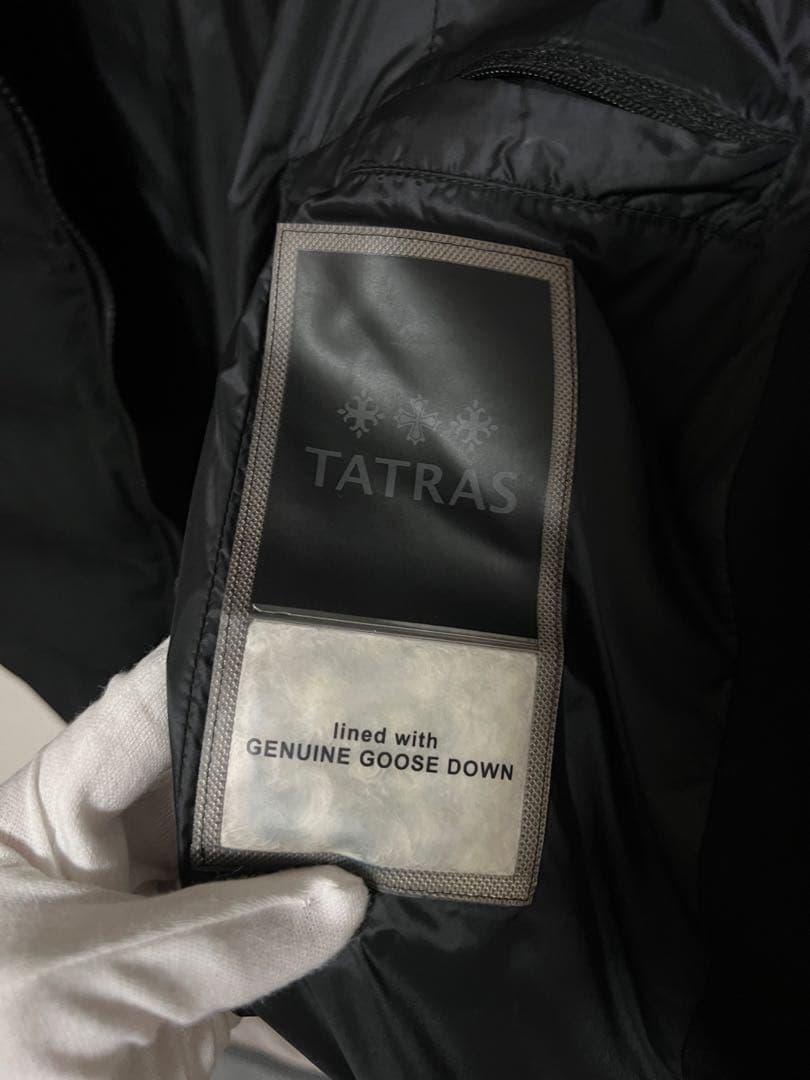 TATRAS
lined with
GENUINE GOOSE DOWN